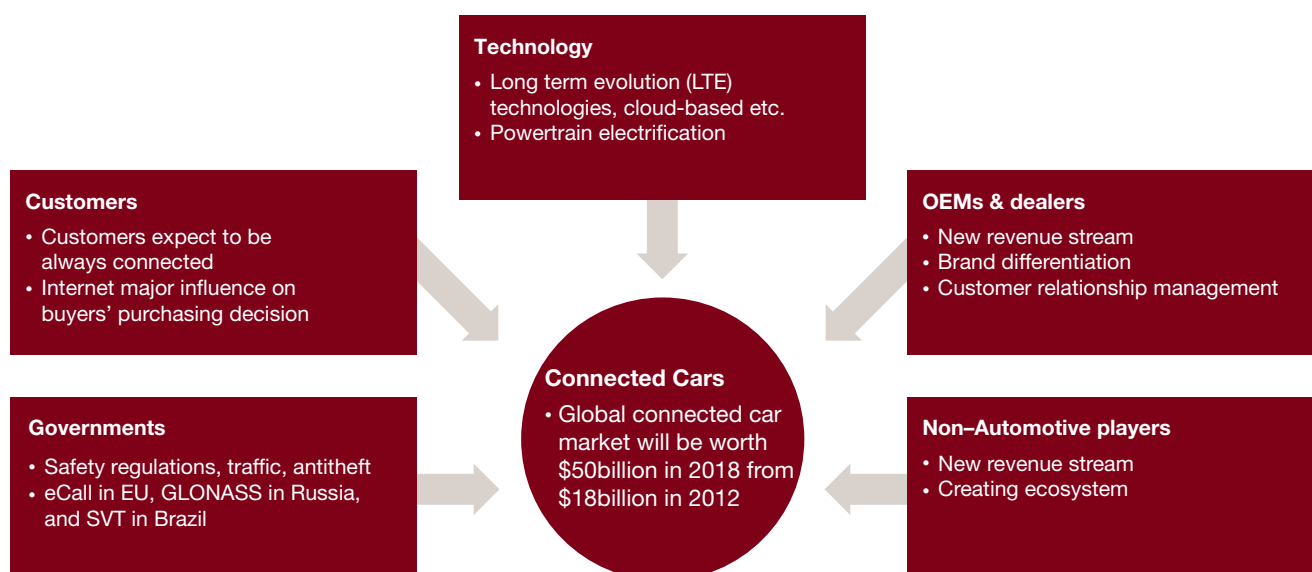 Technology
• Long term evolution (LTE)
technologies, cloud-based etc.
• Powertrain electrification
Customers
• Customers expect to be
always connected
• Internet major influence on
buyers’ purchasing decision
OEMs & dealers
• New revenue stream
• Brand differentiation
• Customer relationship management
Connected Cars
• Global connected car
market will be worth
$50billion in 2018 from
$18billion in 2012
Governments
• Safety regulations, traffic, antitheft
• eCall in EU, GLONASS in Russia,
and SVT in Brazil
Non–Automotive players
• New revenue stream
• Creating ecosystem